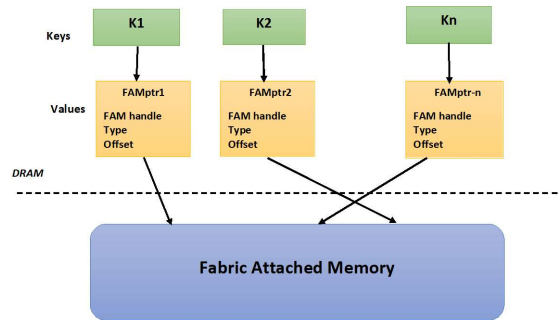 Keys
K1
K2
Kn
Values
FAMptr1
FAM handle
Type
Offset
FAMptr2
FAM handle
Type
Offset
FAMptr-n
FAM handle
Type
Offset
DRAM
Fabric Attached Memory